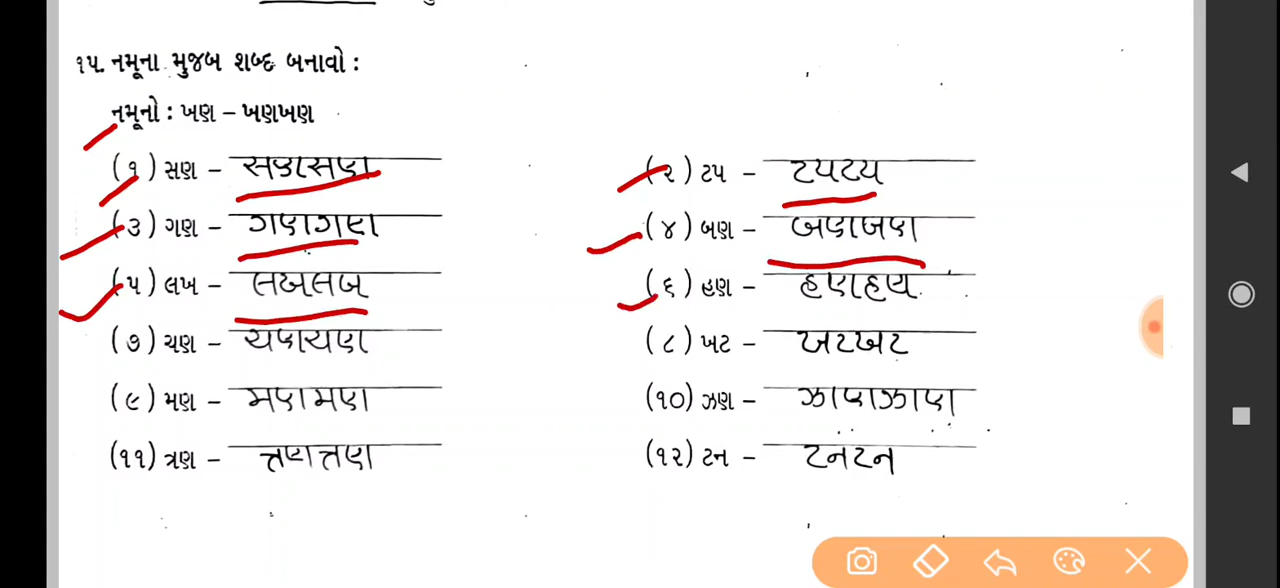 ૧૫. નમૂના મુજબ શબ્દ બનાવો :
નમૂનો : ખણ – ખણખણ
(૧) સણ – સણસણ (૨) ટપ – ટપટપ
(૩) ગણ – ગણગણ (૪) બણ – બણબણ
(૫) લખ – લખલખ (૬) હણ – હણહણ
(૭) ચણ – ચણચણ (૮) ખટ – ખટખટ
(૯) મણ – મણમણ (૧૦) ઝણ – ઝણઝણ
(૧૧) ત્રણ – ત્રણત્રણ (૧૨) ટન – ટનટન